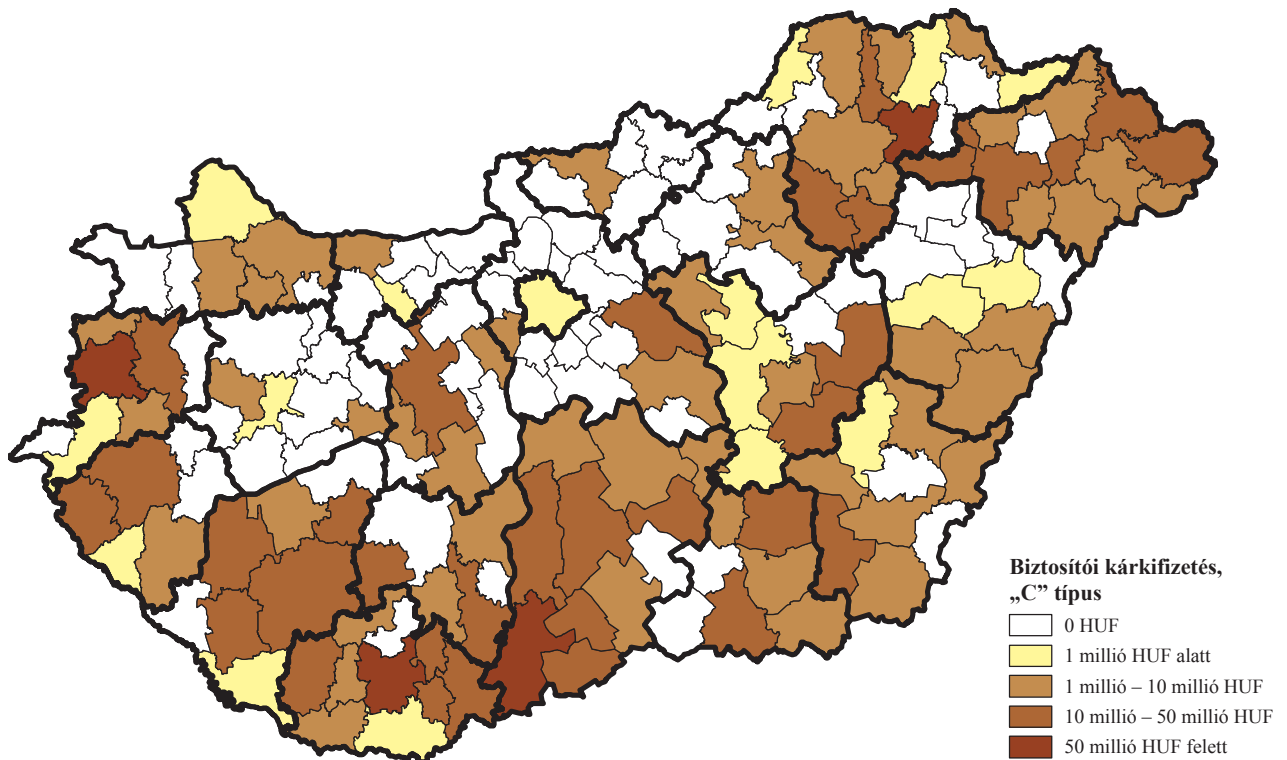 Biztosítói kárkifizetés,
„C” típus
0 HUF
1 millió HUF alatt
1 millió – 10 millió HUF
10 millió – 50 millió HUF
50 millió HUF felett